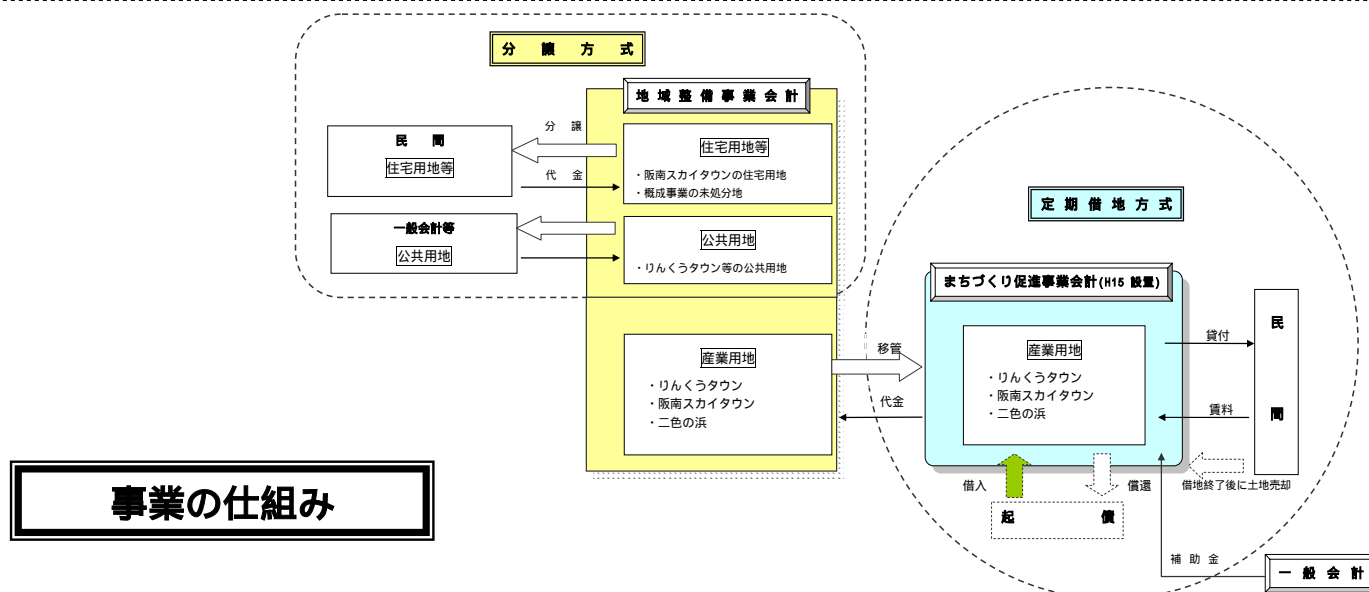 分 譲 方 式
地 域 整 備 事 業 会 計
民 間
住宅用地等
分 譲
代 金
住宅用地等
・阪南スカイタウンの住宅用地
・概成事業の未処分地
一般会計等
公共用地
公共用地
・りんくうタウン等の公共用地
産業用地
・りんくうタウン
・阪南スカイタウン
・二色の浜
移管
代金
定 期 借 地 方 式
まちづくり促進事業会計(H15 設置)
産業用地
・りんくうタウン
・阪南スカイタウン
・二色の浜
貸付
賃料
民 間
借入
償還
借地終了後に土地売却
起 債
補 助 金
一 般 会 計
事業の仕組み